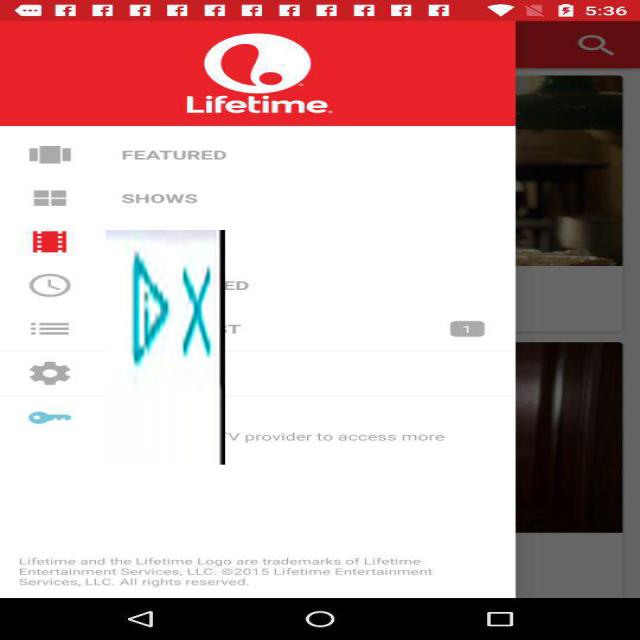 5:36
Lifetime
FEATURED
SHOWS
ED
T
1
TV provider to access more
Lifetime and the Lifetime Logo are trademarks of Lifetime
Entertainment Services, LLC. ©2015 Lifetime Entertainment
Services, LLC. All rights reserved.